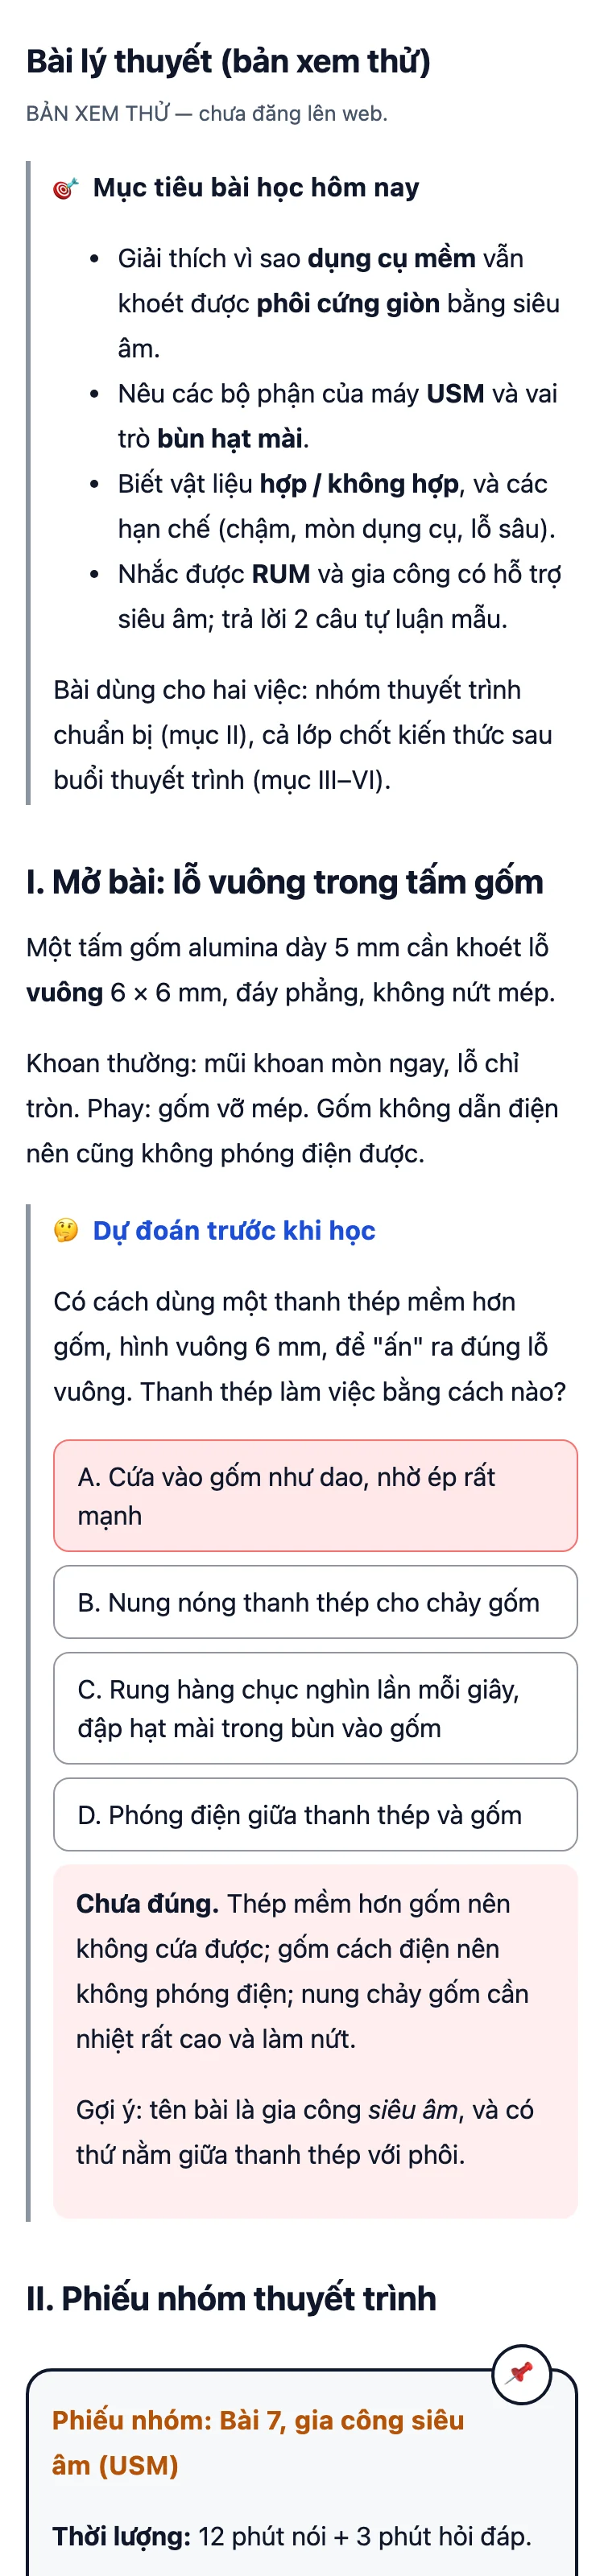 Bài lý thuyết (bản xem thử)
BẢN XEM THỬ — chưa đăng lên web.
🎯 Mục tiêu bài học hôm nay
• Giải thích vì sao dụng cụ mềm vẫn
khoét được phôi cứng giòn bằng siêu
âm.
• Nêu các bộ phận của máy USM và vai
trò bùn hạt mài.
• Biết vật liệu hợp / không hợp, và các
hạn chế (chậm, mòn dụng cụ, lỗ sâu).
• Nhắc được RUM và gia công có hỗ trợ
siêu âm; trả lời 2 câu tự luận mẫu.
Bài dùng cho hai việc: nhóm thuyết trình
chuẩn bị (mục II), cả lớp chốt kiến thức sau
buổi thuyết trình (mục III–VI).
I. Mở bài: lỗ vuông trong tấm gốm
Một tấm gốm alumina dày 5 mm cần khoét lỗ
vuông 6 × 6 mm, đáy phẳng, không nứt mép.
Khoan thường: mũi khoan mòn ngay, lỗ chỉ
tròn. Phay: gốm vỡ mép. Gốm không dẫn điện
nên cũng không phóng điện được.
🤔 Dự đoán trước khi học
Có cách dùng một thanh thép mềm hơn
gốm, hình vuông 6 mm, để "ấn" ra đúng lỗ
vuông. Thanh thép làm việc bằng cách nào?
A. Cứa vào gốm như dao, nhờ ép rất
mạnh
B. Nung nóng thanh thép cho chảy gốm
C. Rung hàng chục nghìn lần mỗi giây,
đập hạt mài trong bùn vào gốm
D. Phóng điện giữa thanh thép và gốm
Chưa đúng. Thép mềm hơn gốm nên
không cứa được; gốm cách điện nên
không phóng điện; nung chảy gốm cần
nhiệt rất cao và làm nứt.
Gợi ý: tên bài là gia công siêu âm, và có
thứ nằm giữa thanh thép với phôi.
II. Phiếu nhóm thuyết trình
📌
Phiếu nhóm: Bài 7, gia công siêu
âm (USM)
Thời lượng: 12 phút nói + 3 phút hỏi đáp.